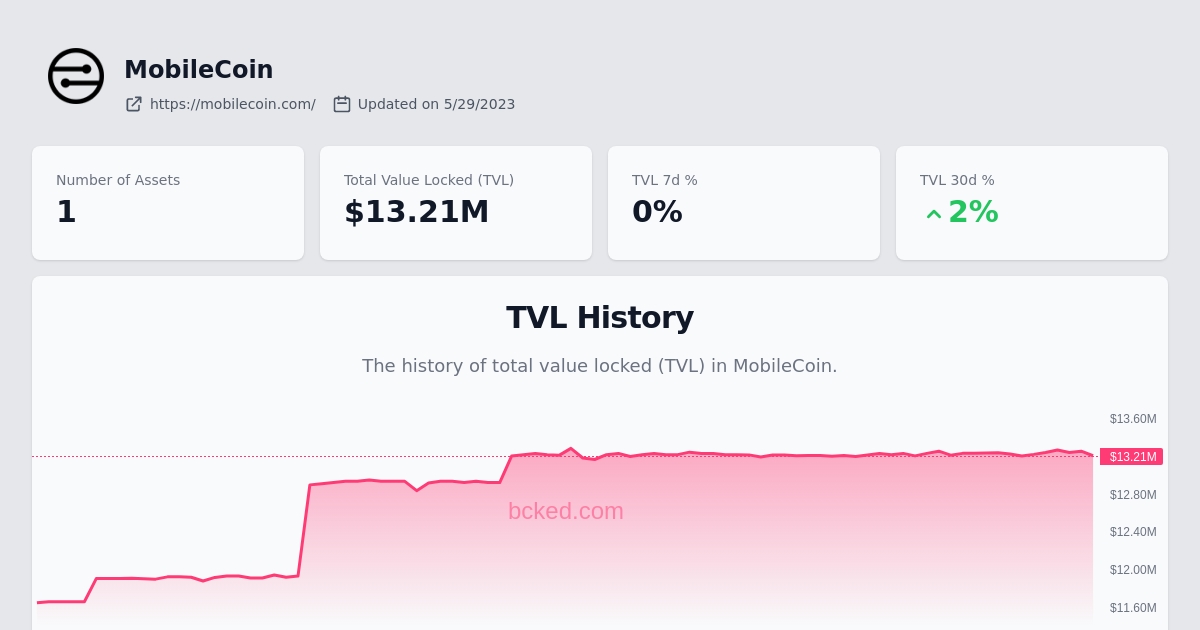 MobileCoin
https://mobilecoin.com/ Updated on 5/29/2023
Number of Assets
1
Total Value Locked (TVL)
$13.21M
TVL 7d %
0%
TVL 30d %
2%
TVL History
The history of total value locked (TVL) in MobileCoin.
$13.60M
$13.21M
$12.80M
bcked.com
$12.40M
$12.00M
$11.60M